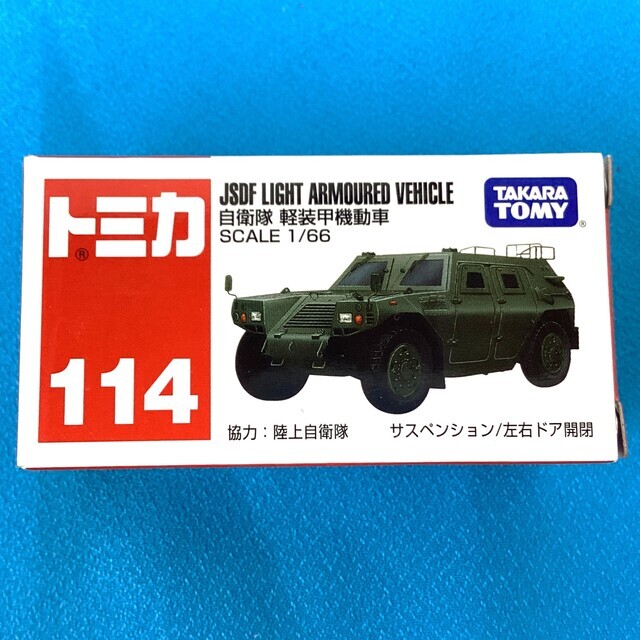 トミカ
®
114
JSDF LIGHT ARMOURED VEHICLE
自衛隊 軽装甲機動車
SCALE 1/66
TAKARA
TOMY®
協力：陸上自衛隊
サスペンション/左右ドア開閉